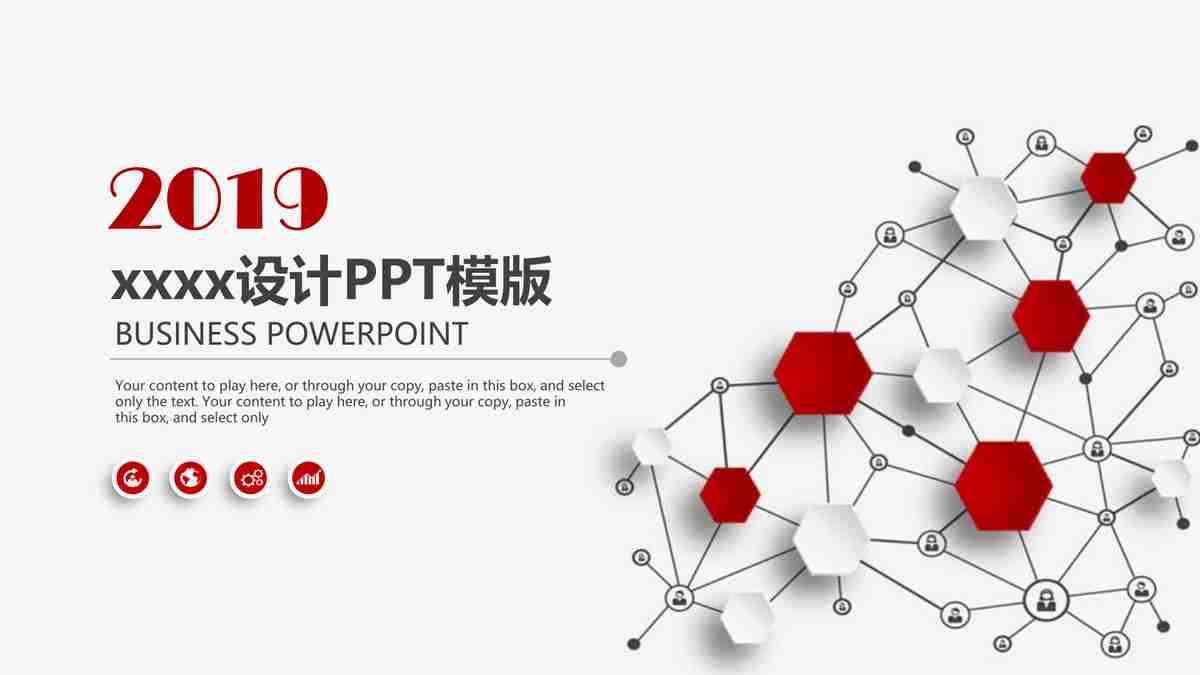 2019
xxxx设计PPT模版
BUSINESS POWERPOINT
Your content to play here, or through your copy, paste in this box, and select
only the text. Your content to play here, or through your copy, paste in
this box, and select only